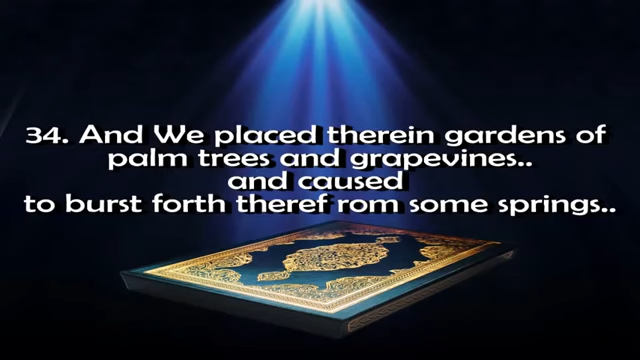 34. And We placed therein gardens of
palm trees and grapevines..
and caused
to burst forth theref rom some springs..